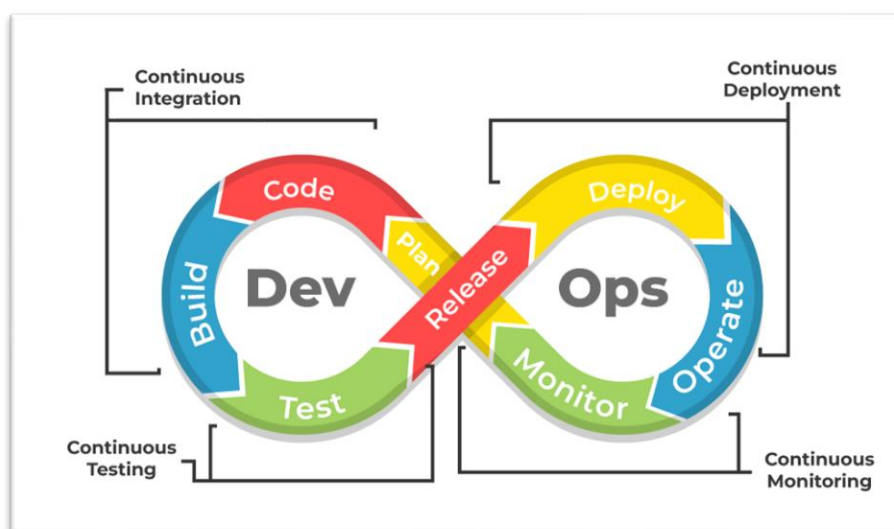 Continuous
Integration
Continuous
Deployment
Code
Deploy
Plan
Build
Dev
Release
Ops
Operate
Test
Monitor
Continuous
Testing
Continuous
Monitoring